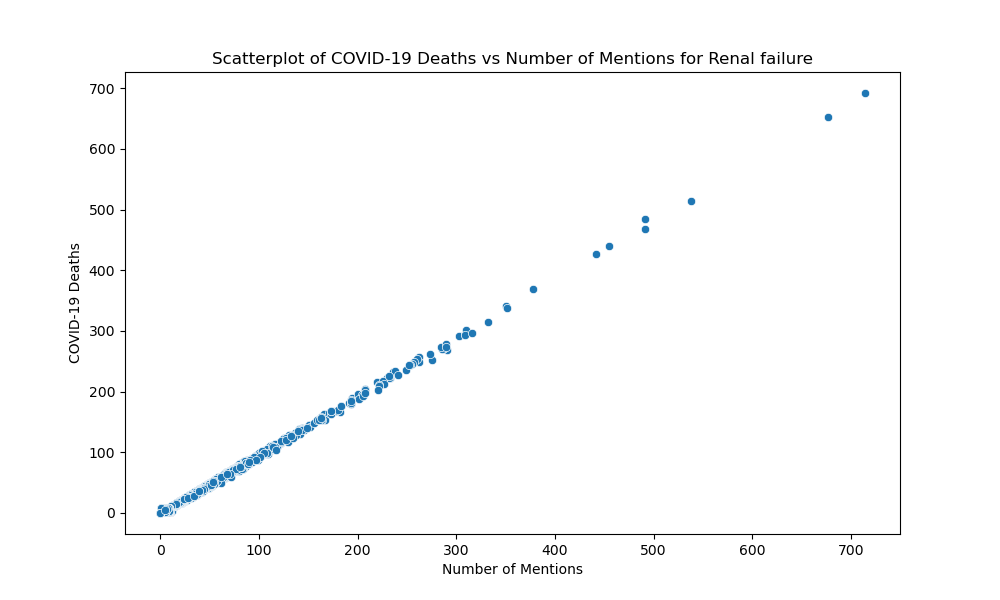 Scatterplot of COVID-19 Deaths vs Number of Mentions for Renal failure
700
600
500
400
300
200
100
0
COVID-19 Deaths
0 100 200 300 400 500 600 700
Number of Mentions